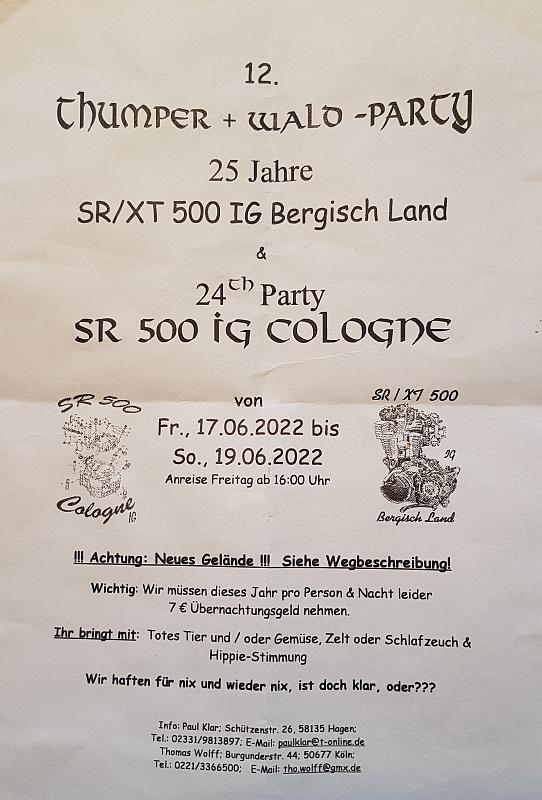 12.
Thumper + Wald -Party
25 Jahre
SR/XT 500 IG Bergisch Land
&
24th Party
SR 500 IG Cologne
SR 500
Cologne
IG
von
Fr., 17.06.2022 bis
So., 19.06.2022
Anreise Freitag ab 16:00 Uhr
SR / XT 500
IG
Bergisch Land
!!! Achtung: Neues Gelände !!! Siehe Wegbeschreibung!
Wichtig: Wir müssen dieses Jahr pro Person & Nacht leider
7 € Übernachtungsgeld nehmen.
Ihr bringt mit: Totes Tier und / oder Gemüse, Zelt oder Schlafzeuch &
Hippie-Stimmung
Wir haften für nix und wieder nix, ist doch klar, oder???
Info: Paul Klar; Schützenstr. 26, 58135 Hagen;
Tel.: 02331/9813897; E-Mail: paulklar@t-online.de
Thomas Wolff; Burgunderstr. 44; 50677 Köln;
Tel.: 0221/3366500; E-Mail: tho.wolff@gmx.de